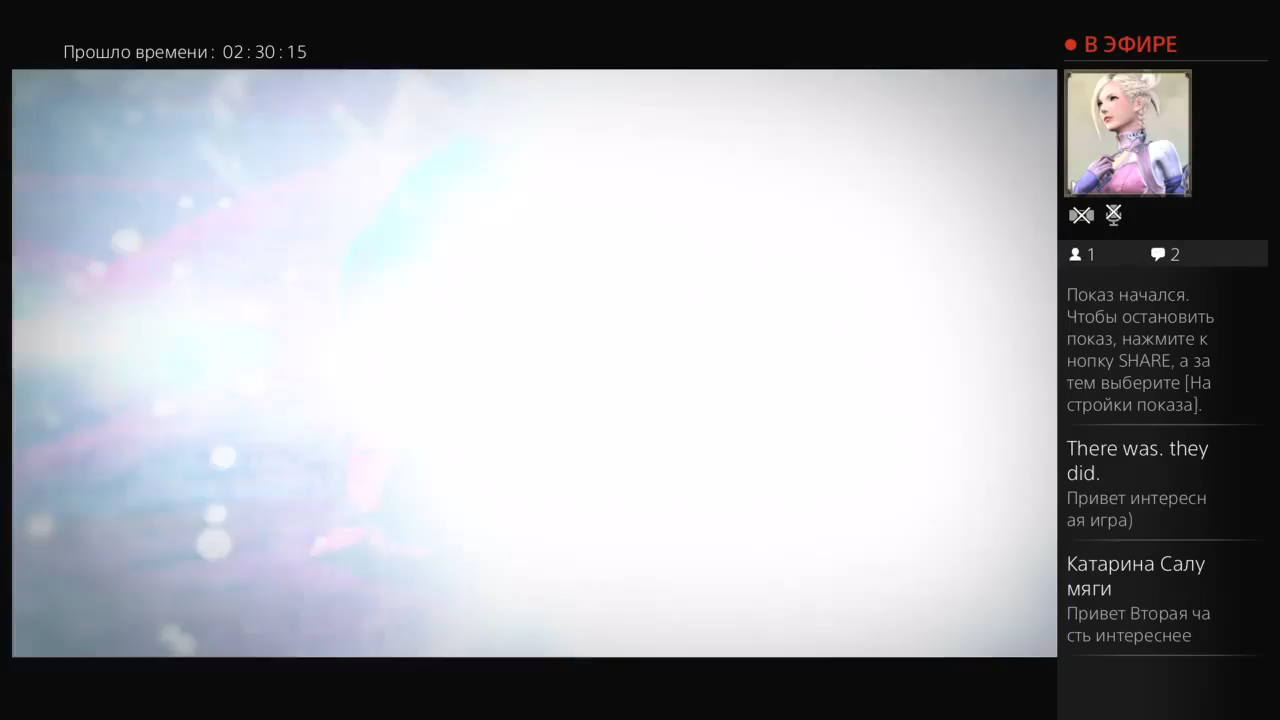 Прошло времени: 02:30:15
В ЭФИРЕ
1
2
Показ начался.
Чтобы остановить
показ, нажмите к
нопку SHARE, а за
тем выберите [На
стройки показа].
There was. they
did.
Привет интересн
ая игра)
Катарина Салу
мяги
Привет Вторая ча
сть интереснее